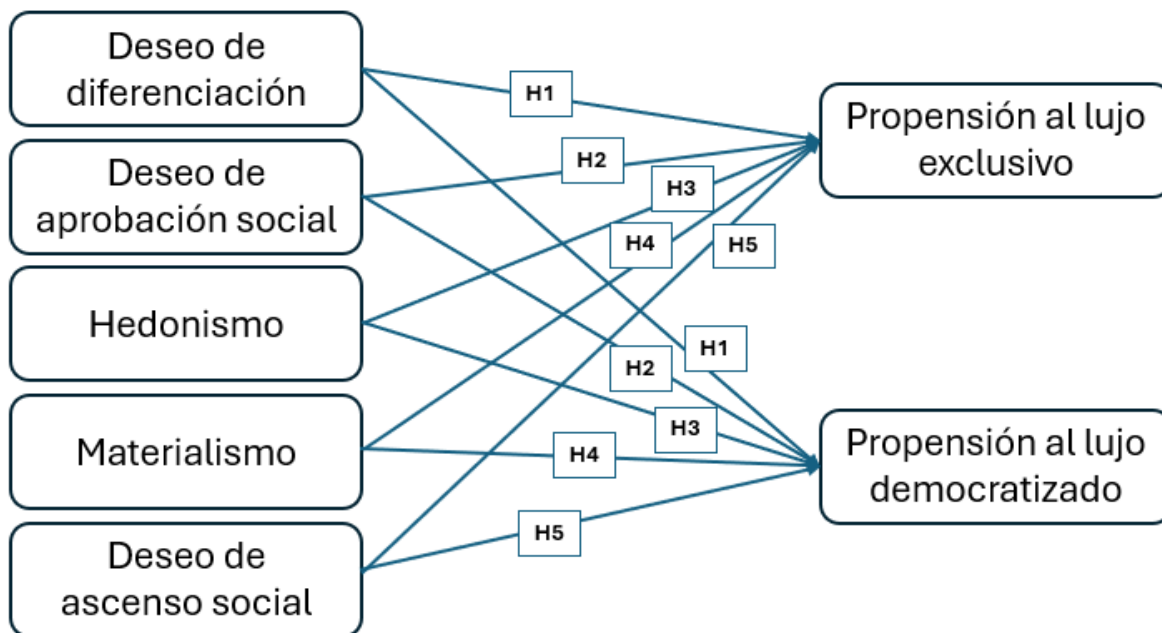 Deseo de
diferenciación
Deseo de
aprobación social
Hedonismo
Materialismo
Deseo de
ascenso social
H1
H2
H3
H4
H5
H1
H2
H3
H4
H5
Propensión al lujo
exclusivo
Propensión al lujo
democratizado